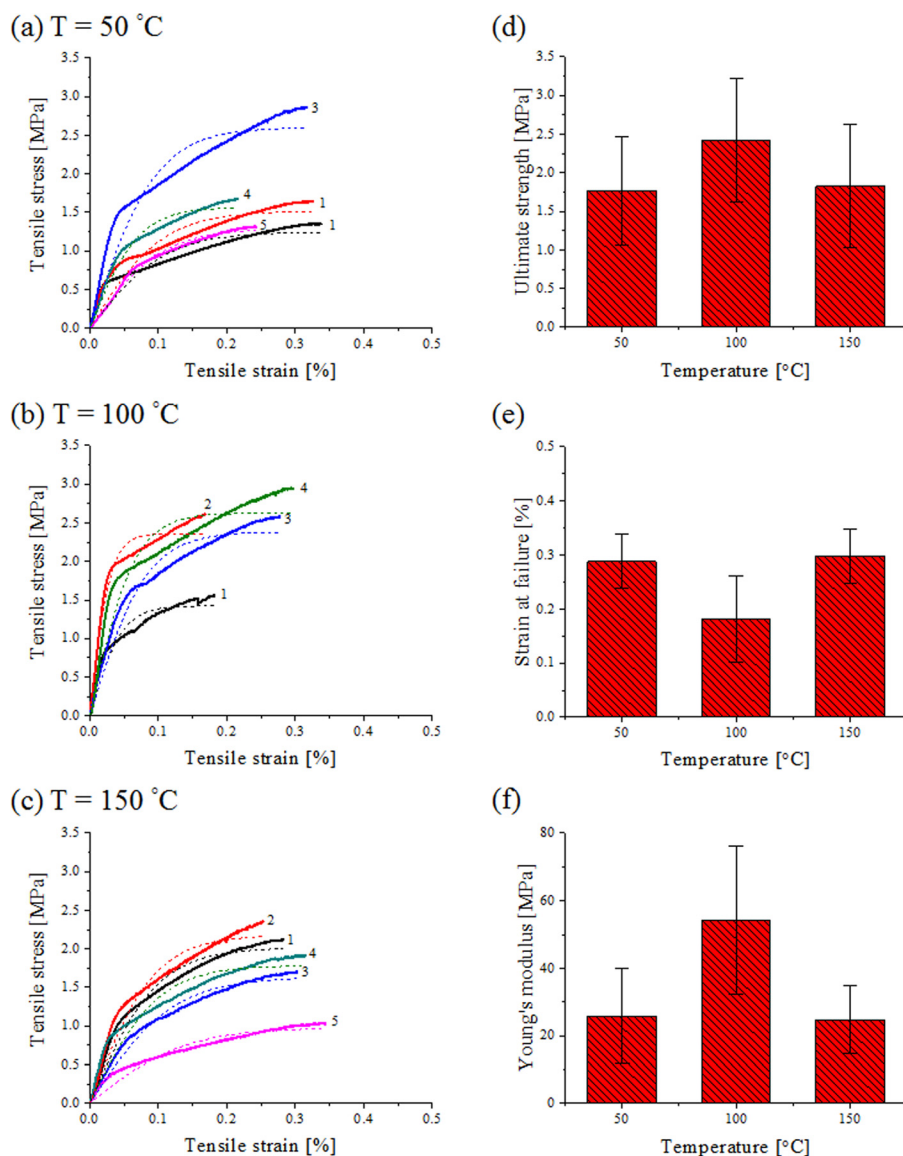 (a) T = 50 °C
3.5
3.0
2.5
2.0
1.5
1.0
0.5
0.0
Tensile stress [MPa]
3
4
1
5
1
0.0 0.1 0.2 0.3 0.4 0.5
Tensile strain [%]
(d)
3.5
3.0
2.5
2.0
1.5
1.0
0.5
0.0
Ultimate strength [MPa]
50 100 150
Temperature [°C]
(b) T = 100 °C
3.5
3.0
2.5
2.0
1.5
1.0
0.5
0.0
Tensile stress [MPa]
4
2
3
1
0.0 0.1 0.2 0.3 0.4 0.5
Tensile strain [%]
(e)
0.5
0.4
0.3
0.2
0.1
0.0
Strain at failure [%]
50 100 150
Temperature [°C]
(c) T = 150 °C
3.5
3.0
2.5
2.0
1.5
1.0
0.5
0.0
Tensile stress [MPa]
2
1
4
3
5
0.0 0.1 0.2 0.3 0.4 0.5
Tensile strain [%]
(f)
80
60
40
20
0
Young's modulus [MPa]
50 100 150
Temperature [°C]